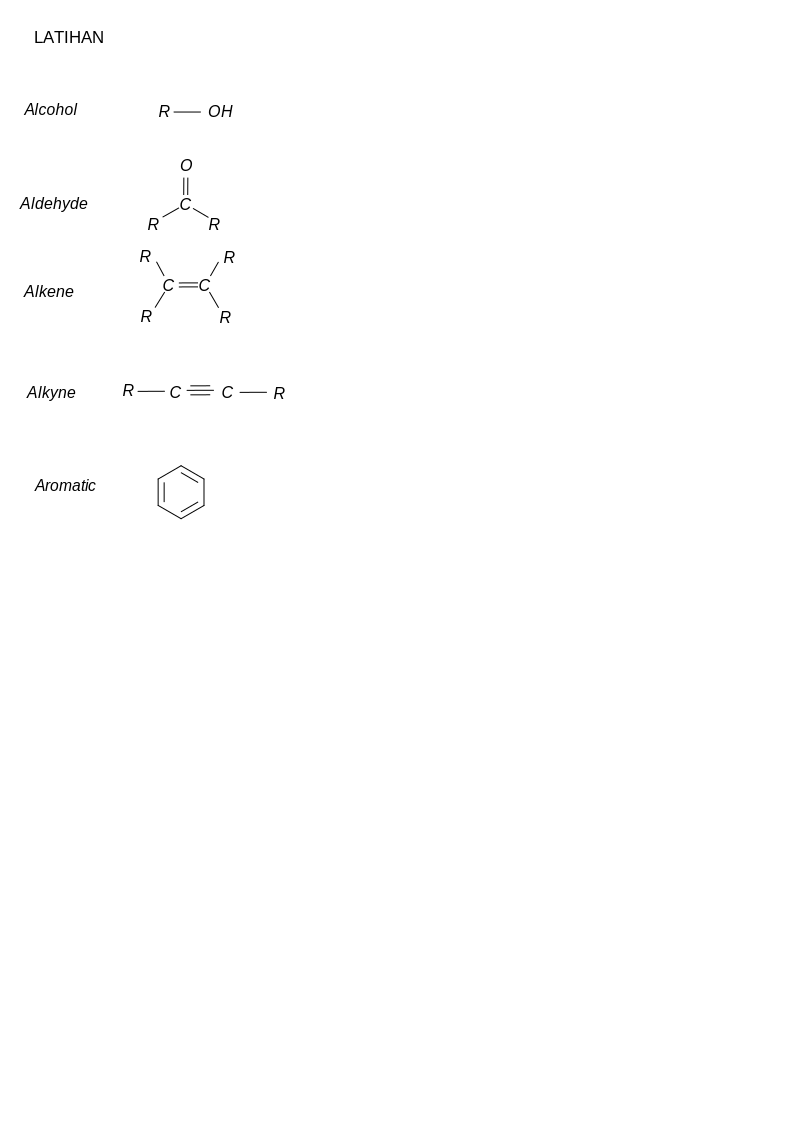 LATIHAN
Alcohol R OH
O
Aldehyde C
R R
R R
Alkene C C
R R
Alkyne R C C R
Aromatic